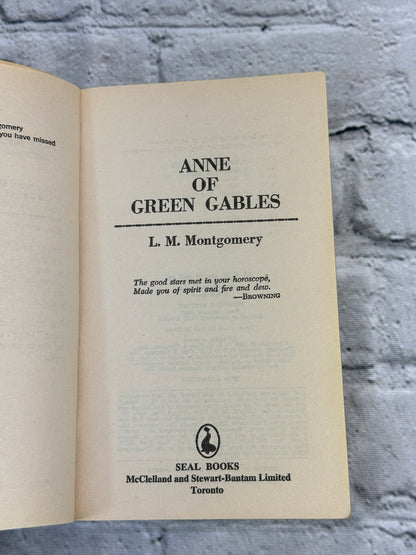 tgomery
you have missed
ANNE
OF
GREEN GABLES
L. M. Montgomery
The good stars met in your horoscope,
Made you of spirit and fire and dew.
—BROWNING
SEAL BOOKS
McClelland and Stewart-Bantam Limited
Toronto